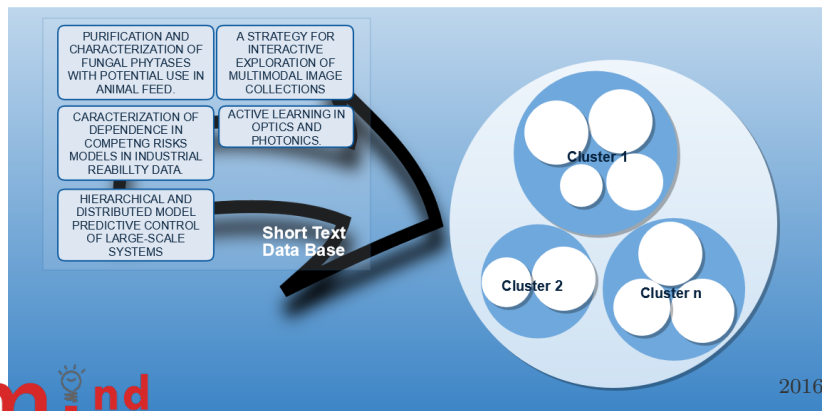 PURIFICATION AND
CHARACTERIZATION OF
FUNGAL PHYTASES
WITH POTENTIAL USE IN
ANIMAL FEED.
A STRATEGY FOR
INTERACTIVE
EXPLORATION OF
MULTIMODAL IMAGE
COLLECTIONS
CARACTERIZATION OF
DEPENDENCE IN
COMPETNG RISKS
MODELS IN INDUSTRIAL
REABILLTY DATA.
ACTIVE LEARNING IN
OPTICS AND
PHOTONICS.
HIERARCHICAL AND
DISTRIBUTED MODEL
PREDICTIVE CONTROL
OF LARGE-SCALE
SYSTEMS
Short Text
Data Base
Cluster 1
Cluster 2
Cluster n
mind
2016